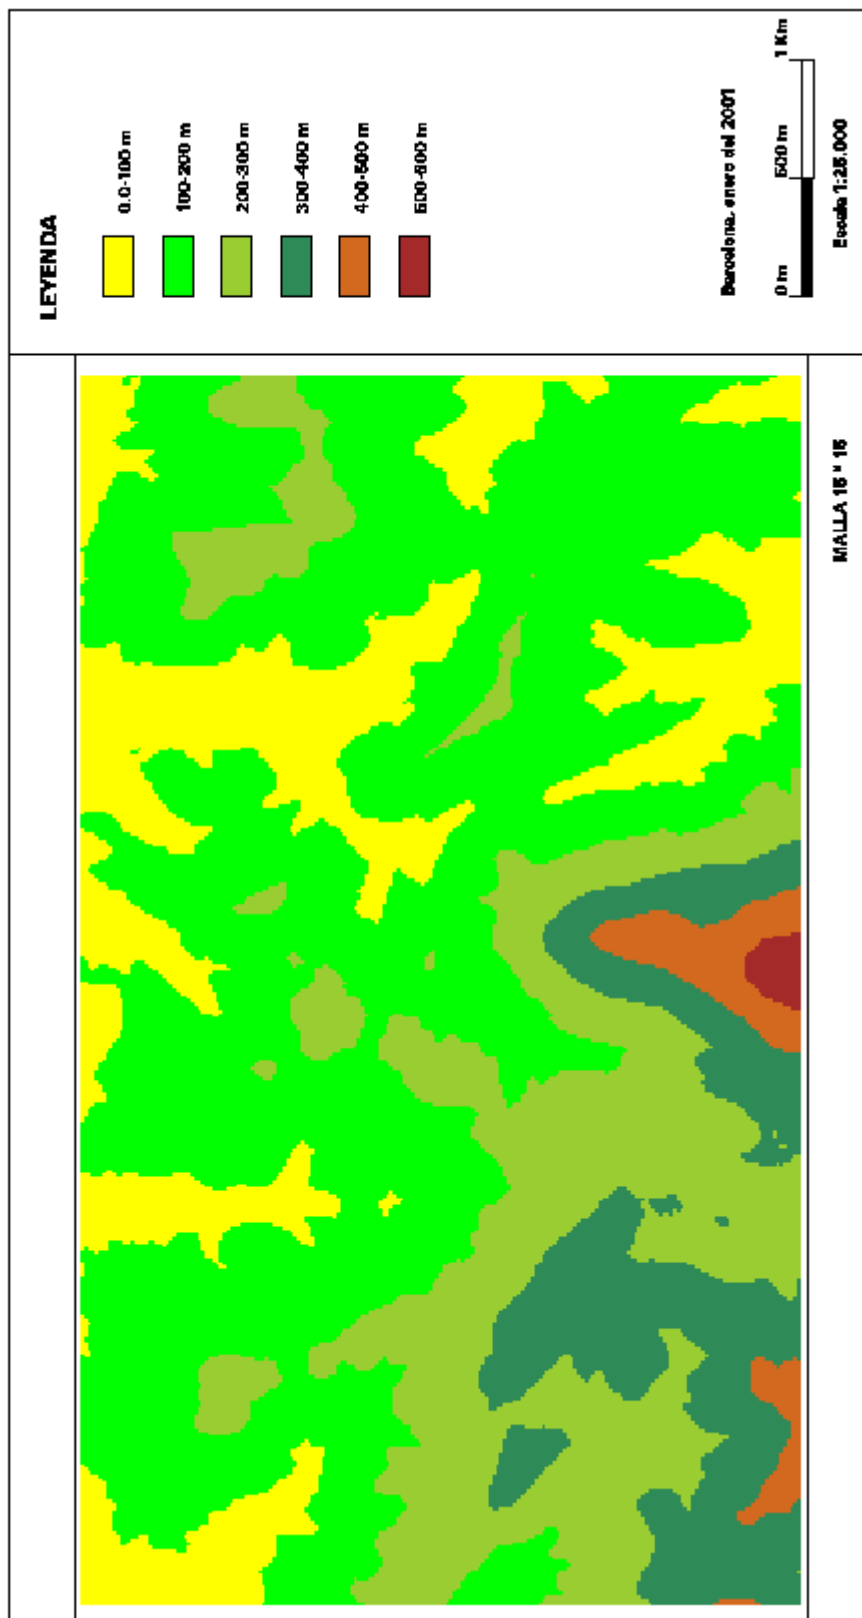 LEYENDA
0.0-100 m
100-200 m
200-300 m
300-400 m
400-500 m
500-600 m
Barcelona, enero del 2001
0 m 500 m 1 Km
Escala 1:25.000
MALLA 15 * 15